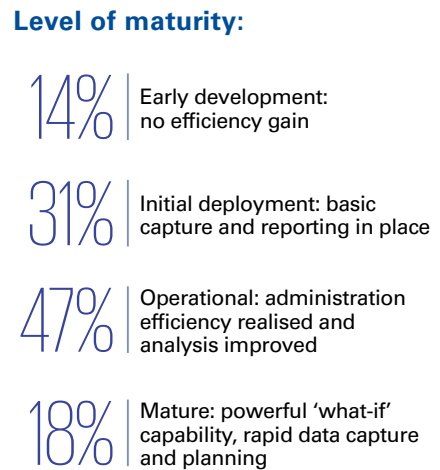 Level of maturity:
14%
Early development:
no efficiency gain
31%
Initial deployment: basic
capture and reporting in place
47%
Operational: administration
efficiency realised and
analysis improved
18%
Mature: powerful ‘what-if’
capability, rapid data capture
and planning